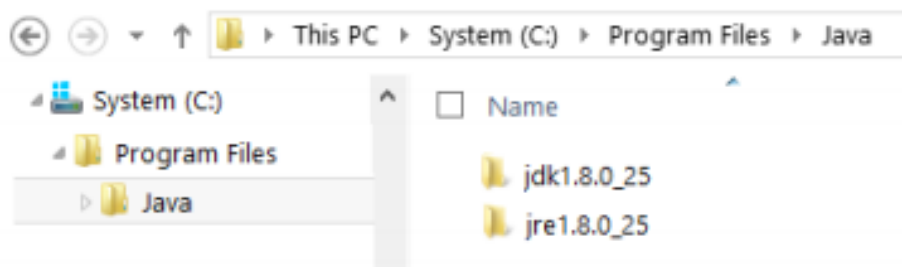 This PC System (C:) Program Files Java
System (C:)
Program Files
Java
Name
jdk1.8.0_25
jre1.8.0_25